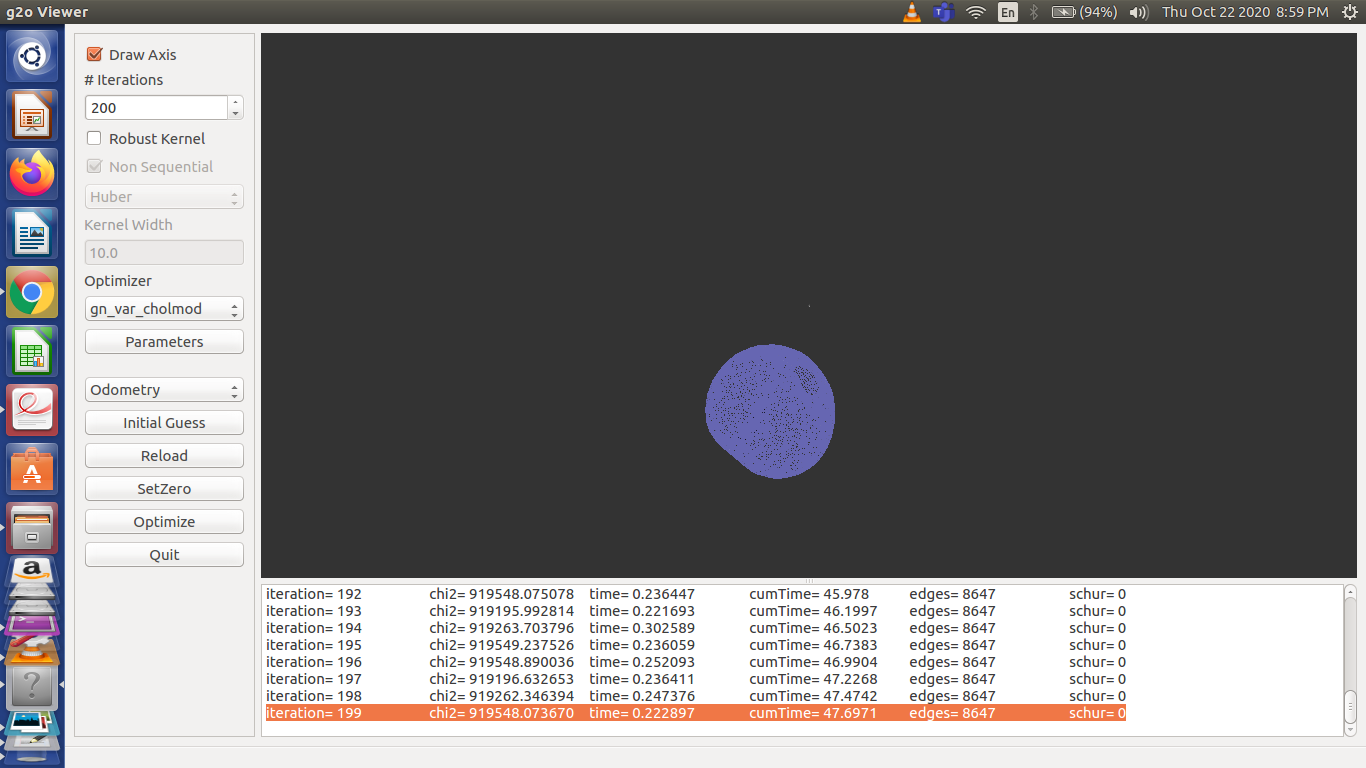 g2o Viewer
En
(94%)
Thu Oct 22 2020 8:59 PM
Draw Axis
# Iterations
200
Robust Kernel
Non Sequential
Huber
Kernel Width
10.0
Optimizer
gn_var_cholmod
Parameters
Odometry
Initial Guess
Reload
SetZero
Optimize
Quit
iteration= 192 chi2= 919548.075078 time= 0.236447 cumTime= 45.978 edges= 8647 schur= 0
iteration= 193 chi2= 919195.992814 time= 0.221693 cumTime= 46.1997 edges= 8647 schur= 0
iteration= 194 chi2= 919263.703796 time= 0.302589 cumTime= 46.5023 edges= 8647 schur= 0
iteration= 195 chi2= 919549.237526 time= 0.236059 cumTime= 46.7383 edges= 8647 schur= 0
iteration= 196 chi2= 919548.890036 time= 0.252093 cumTime= 46.9904 edges= 8647 schur= 0
iteration= 197 chi2= 919196.632653 time= 0.236411 cumTime= 47.2268 edges= 8647 schur= 0
iteration= 198 chi2= 919262.346394 time= 0.247376 cumTime= 47.4742 edges= 8647 schur= 0
iteration= 199 chi2= 919548.073670 time= 0.222897 cumTime= 47.6971 edges= 8647 schur= 0